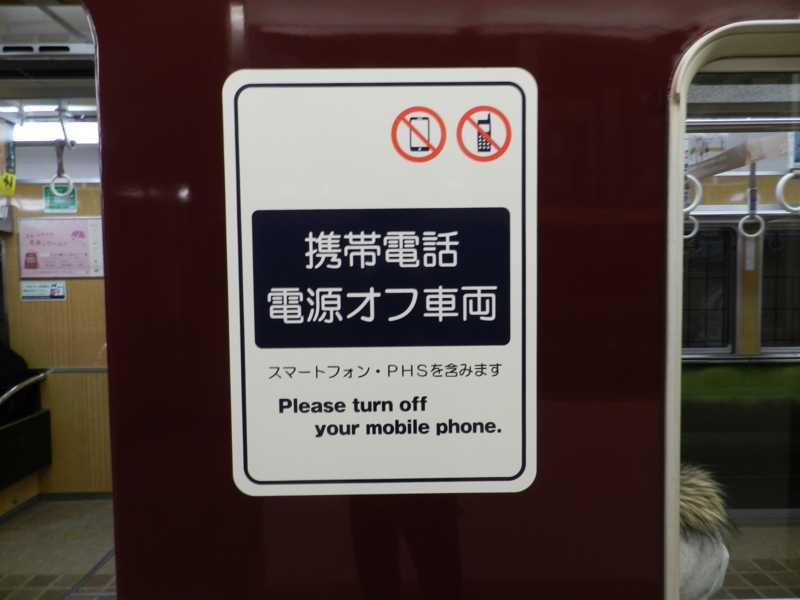 携帯電話
電源オフ車両
スマートフォン・PHSを含みます
Please turn off
your mobile phone.